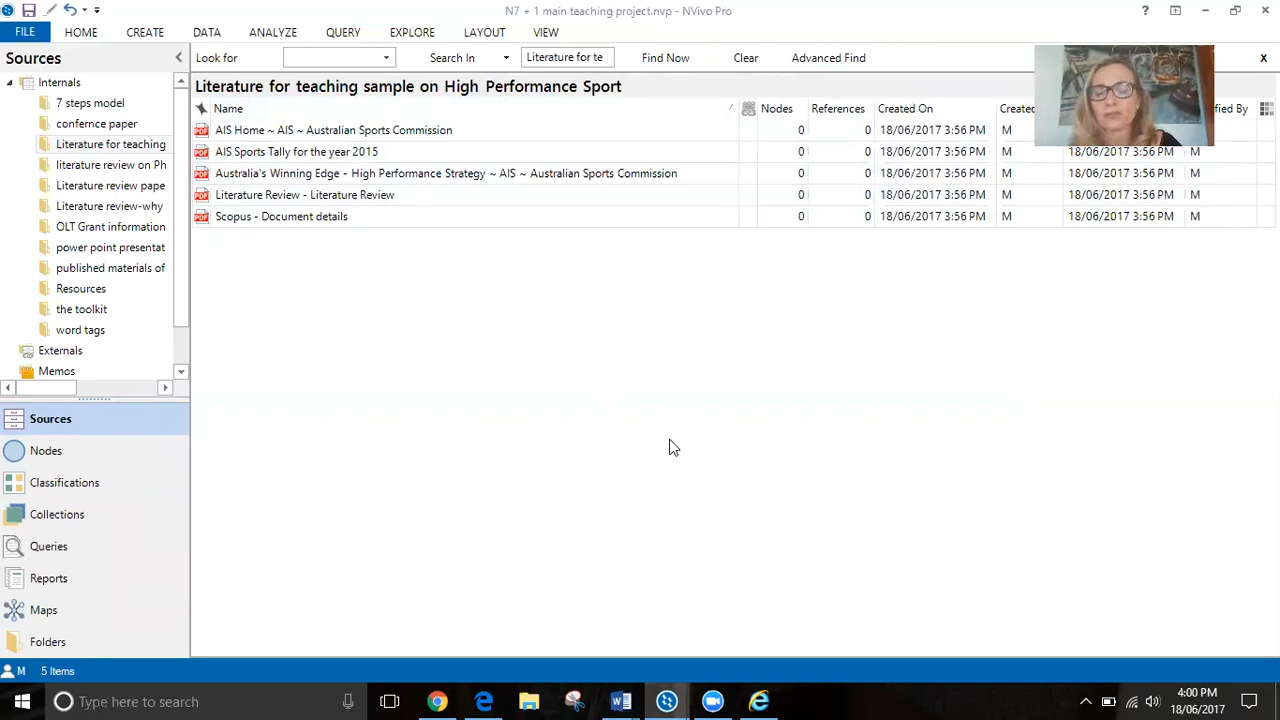 N7 + 1 main teaching project.nvp - NVivo Pro
FILE HOME CREATE DATA ANALYZE QUERY EXPLORE LAYOUT VIEW
Sources
Look for Search In Literature for te Find Now Clear Advanced Find x
Internals
7 steps model
confernce paper
Literature for teaching
literature review on Ph
Literature review pape
Literature review-why
OLT Grant information
power point presentat
published materials of
Resources
the toolkit
word tags
Externals
Memos
Sources
Nodes
Classifications
Collections
Queries
Reports
Maps
Folders
Literature for teaching sample on High Performance Sport
Name Nodes References Created On Created fied By
AIS Home ~ AIS ~ Australian Sports Commission 0 0 18/06/2017 3:56 PM M
AIS Sports Tally for the year 2015 0 0 18/06/2017 3:56 PM M 18/06/2017 3:56 PM M
Australia's Winning Edge - High Performance Strategy ~ AIS ~ Australian Sports Commission 0 0 18/06/2017 3:56 PM M 18/06/2017 3:56 PM M
Literature Review - Literature Review 0 0 18/06/2017 3:56 PM M 18/06/2017 3:56 PM M
Scopus - Document details 0 0 18/06/2017 3:56 PM M 18/06/2017 3:56 PM M
M 5 Items
Type here to search
4:00 PM
18/06/2017